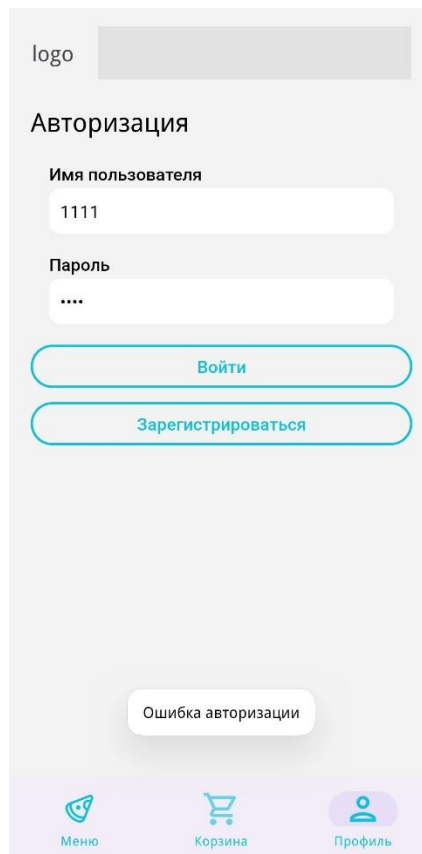 logo
Авторизация
Имя пользователя
1111
Пароль
••••
Войти
Зарегистрироваться
Ошибка авторизации
Меню
Корзина
Профиль